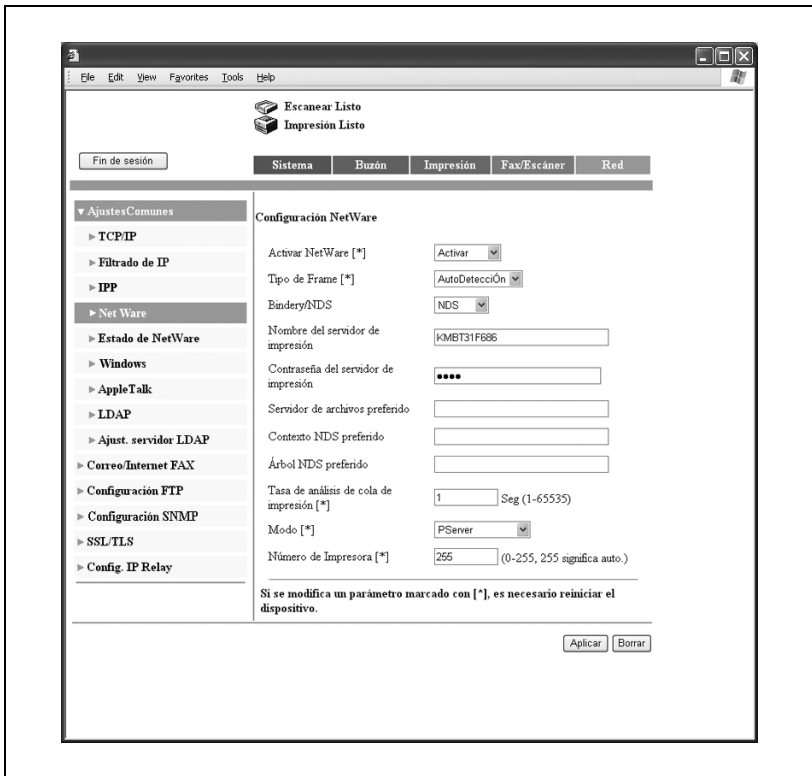 File Edit View Favorites Tools Help
Escanear Listo
Impresión Listo
Fin de sesión
Sistema Buzón Impresión Fax/Escáner Red
▼ AjustesComunes
▶ TCP/IP
▶ Filtrado de IP
▶ IPP
▶ Net Ware
▶ Estado de NetWare
▶ Windows
▶ AppleTalk
▶ LDAP
▶ Ajust. servidor LDAP
▶ Correo/Internet FAX
▶ Configuración FTP
▶ Configuración SNMP
▶ SSL/TLS
▶ Config. IP Relay
Configuración NetWare
Activar NetWare [*] Activar
Tipo de Frame [*] AutoDetecciÓn
Bindery/NDS NDS
Nombre del servidor de
impresión KMBT31F686
Contraseña del servidor de
impresión ●●●●
Servidor de archivos preferido
Contexto NDS preferido
Árbol NDS preferido
Tasa de análisis de cola de
impresión [*] 1 Seg (1-65535)
Modo [*] PServer
Número de Impresora [*] 255 (0-255, 255 significa auto.)
Si se modifica un parámetro marcado con [*], es necesario reiniciar el
dispositivo.
Aplicar Borrar